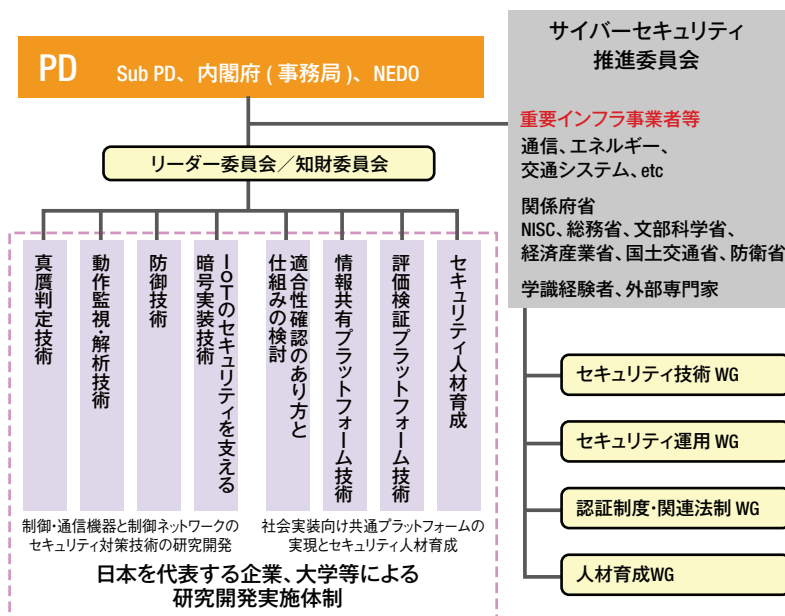 PD Sub PD、内閣府 ( 事務局 )、NEDO
リーダー委員会／知財委員会
真贋判定技術
動作監視・解析技術
防御技術
IoTのセキュリティを支える
暗号実装技術
適合性確認のあり方と
仕組みの検討
情報共有プラットフォーム技術
評価検証プラットフォーム技術
セキュリティ人材育成
制御・通信機器と制御ネットワークの
セキュリティ対策技術の研究開発
社会実装向け共通プラットフォームの
実現とセキュリティ人材育成
日本を代表する企業、大学等による
研究開発実施体制
サイバーセキュリティ
推進委員会
重要インフラ事業者等
通信、エネルギー、
交通システム、etc
関係府省
NISC、総務省、文部科学省、
経済産業省、国土交通省、防衛省
学識経験者、外部専門家
セキュリティ技術 WG
セキュリティ運用 WG
認証制度・関連法制 WG
人材育成WG